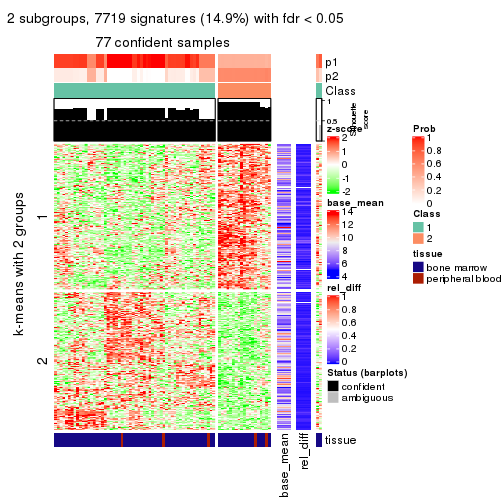 2 subgroups, 7719 signatures (14.9%) with fdr < 0.05
77 confident samples
p1
p2
Class
1
0.5
Silhouette
score
k-means with 2 groups
1
2
z-score
2
1
0
-1
-2
base_mean
14
12
10
8
6
4
rel_diff
1
0.8
0.6
0.4
0.2
0
Status (barplots)
confident
ambiguous
Prob
1
0.8
0.6
0.4
0.2
0
Class
1
2
tissue
bone marrow
peripheral blood
tissue
base_mean
rel_diff